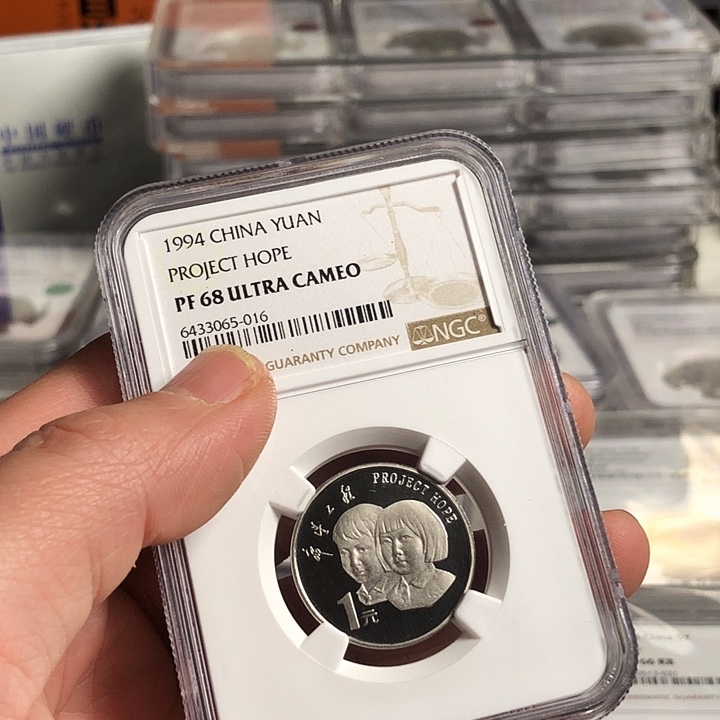 1994 CHINA YUAN
PROJECT HOPE
PF 68 ULTRA CAMEO
6433065-016
GUARANTY COMPANY
NGC®
PROJECT HOPE
希望工程
1元